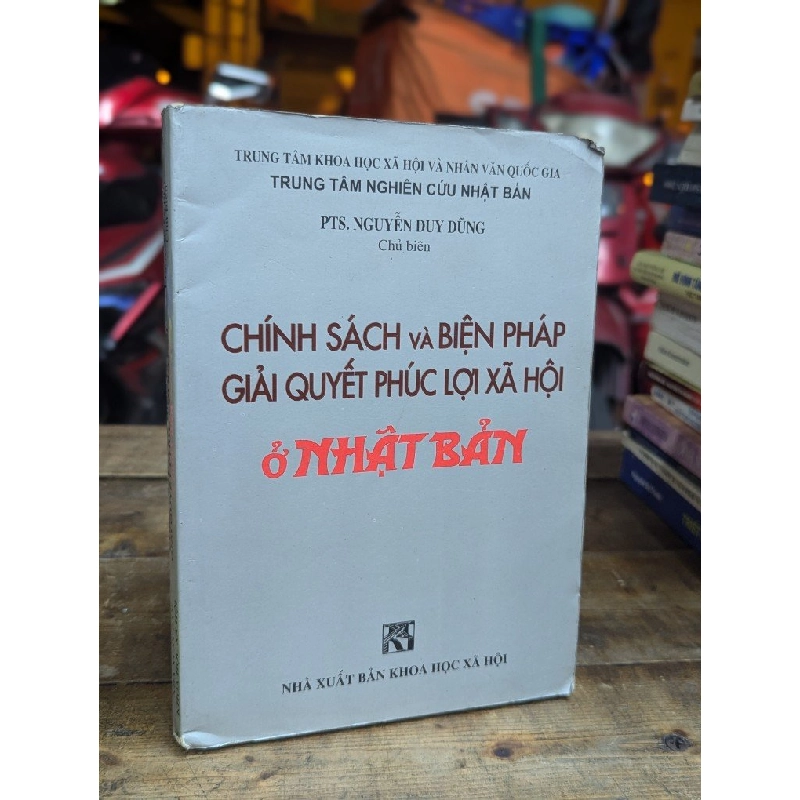 TRUNG TÂM KHOA HỌC XÃ HỘI VÀ NHÂN VĂN QUỐC GIA
TRUNG TÂM NGHIÊN CỨU NHẬT BẢN
PTS. NGUYỄN DUY DŨNG
Chủ biên
CHÍNH SÁCH VÀ BIỆN PHÁP
GIẢI QUYẾT PHÚC LỢI XÃ HỘI
Ở NHẬT BẢN
NHÀ XUẤT BẢN KHOA HỌC XÃ HỘI